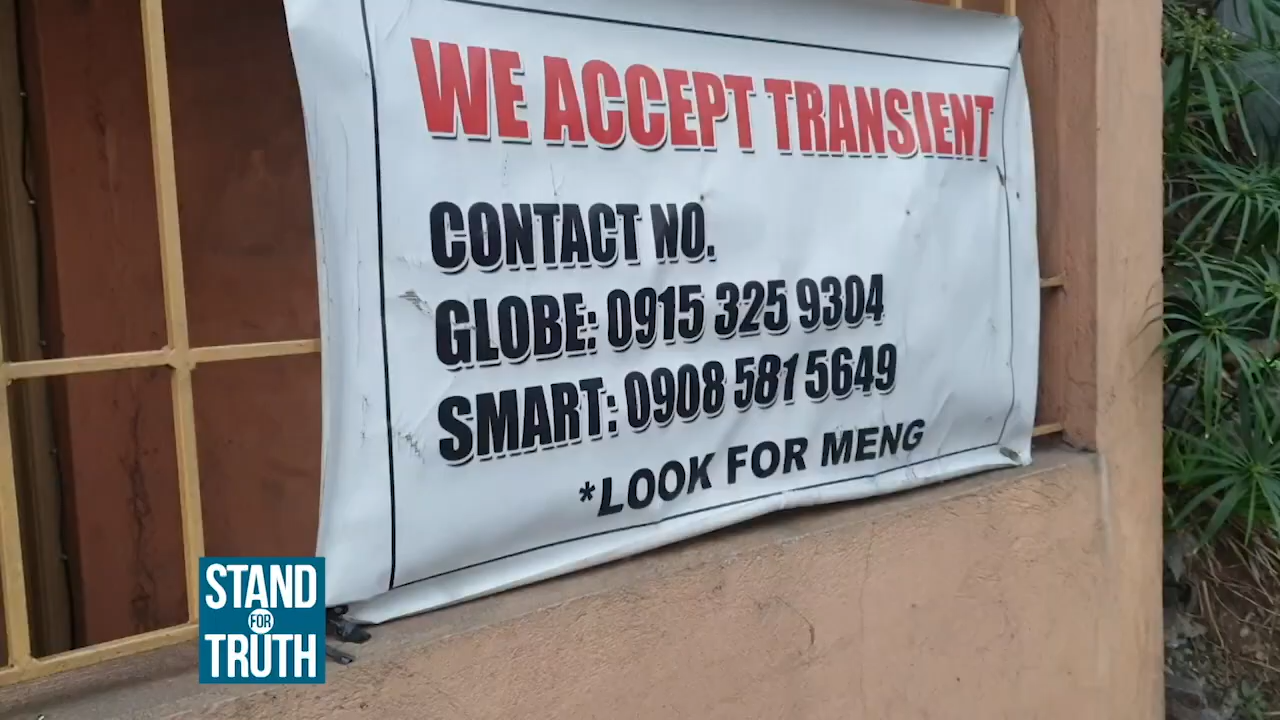 WE ACCEPT TRANSIENT
CONTACT NO.
GLOBE: 0915 325 9304
SMART: 0908 581 5649
*LOOK FOR MENG
STAND
FOR
TRUTH